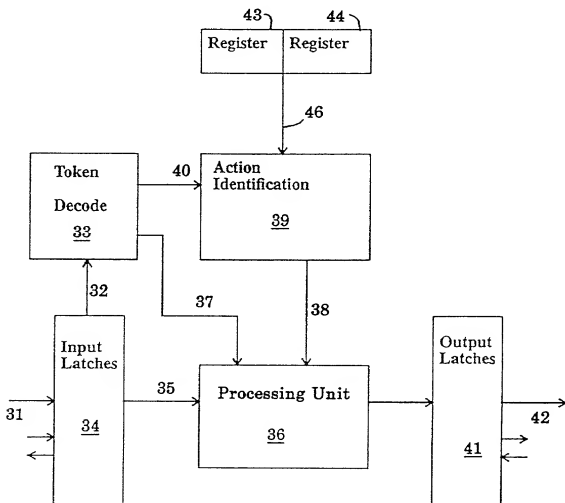 43
44
Register
Register
46
Token
Decode
33
40
Action
Identification
39
32
37
38
Input
Latches
34
31
35
Processing Unit
36
Output
Latches
41
42